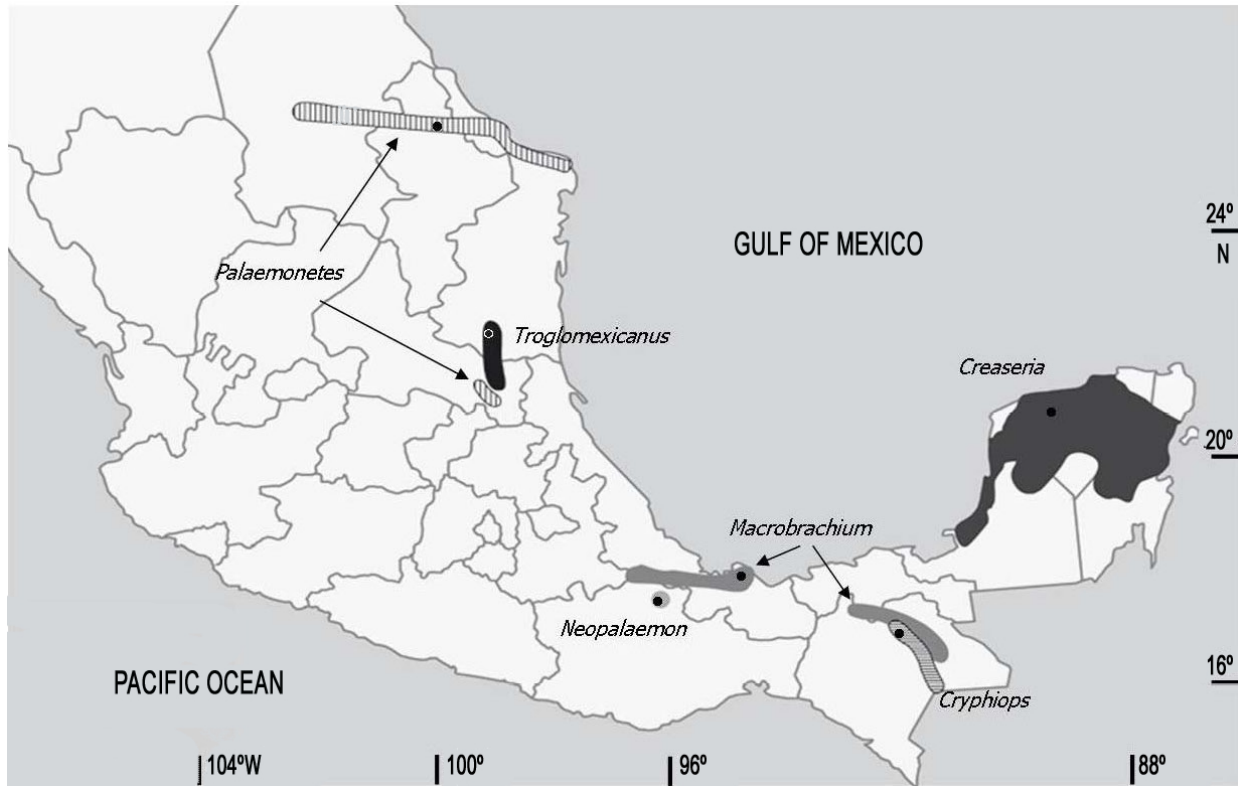 24º
N
GULF OF MEXICO
Palaemonetes
Troglomexicanus
Creaseria
20º
Macrobrachium
Neopalaemon
16º
PACIFIC OCEAN
Cryphiops
104ºW
100º
96º
88º